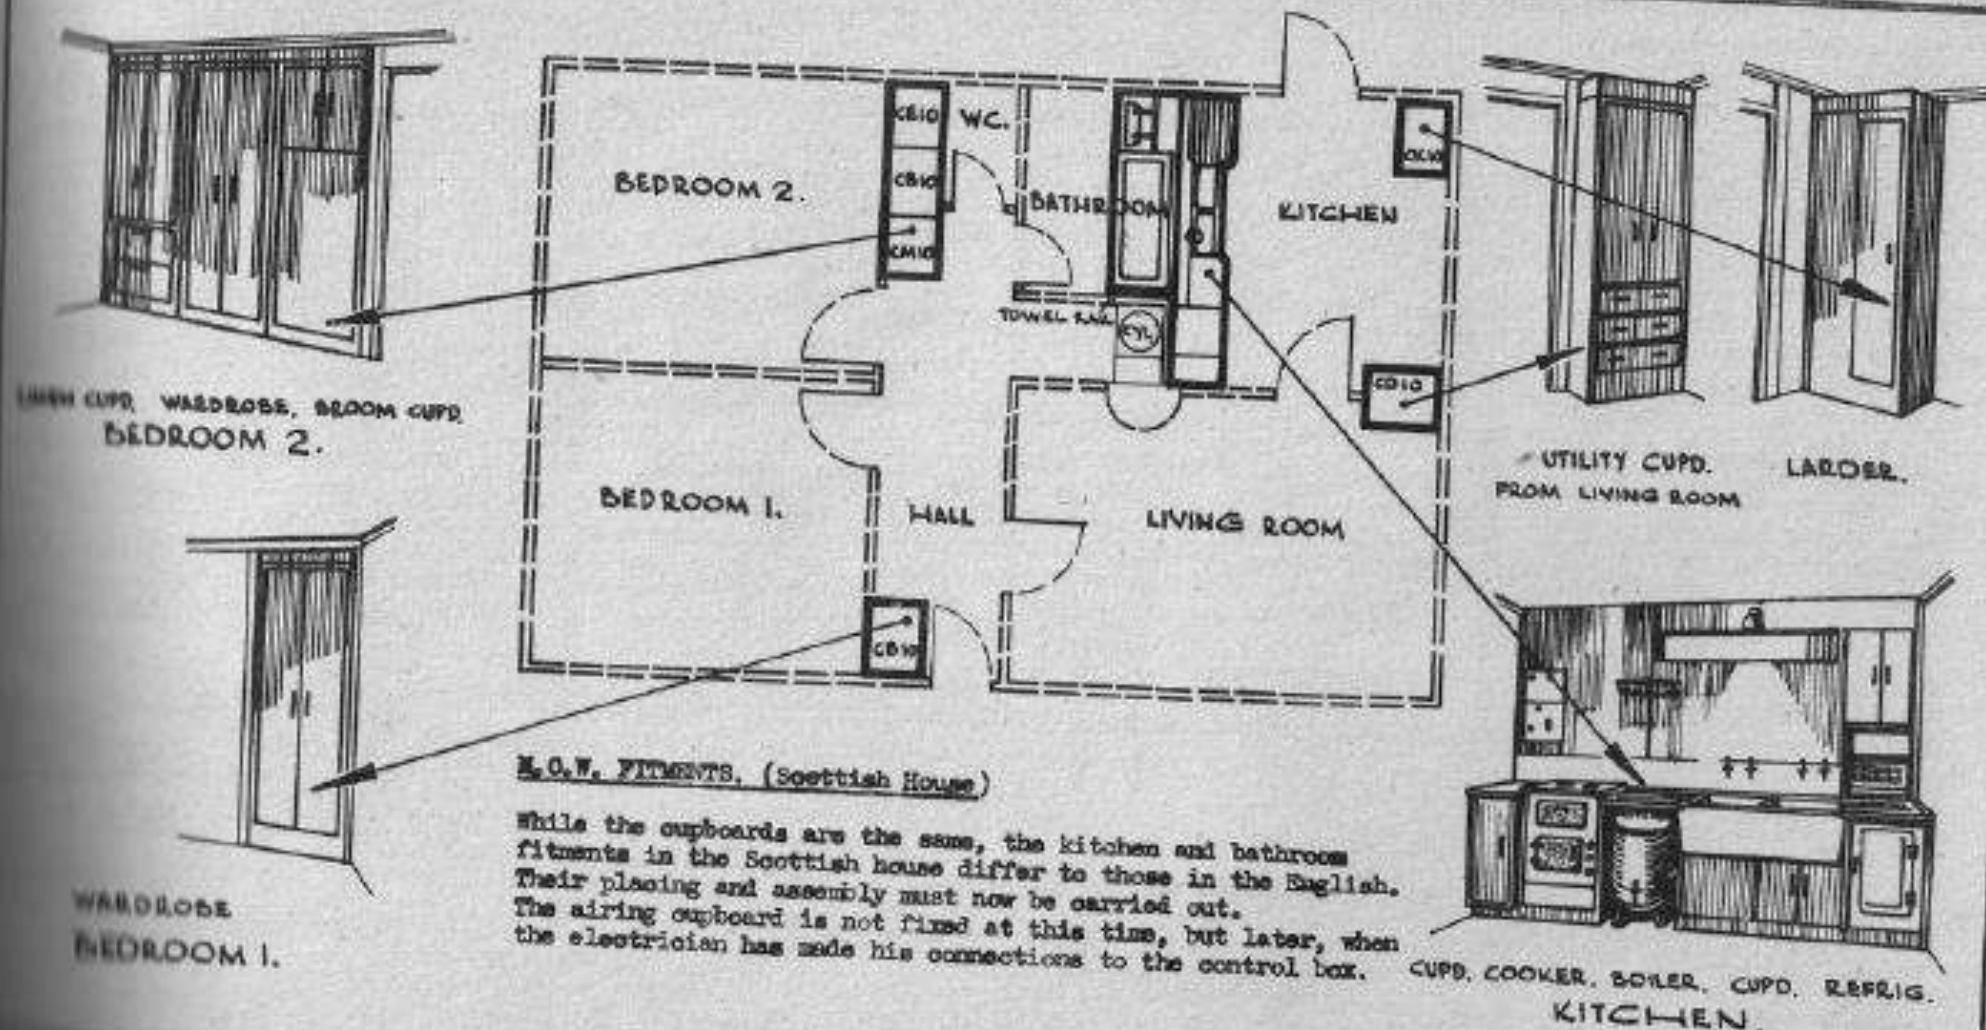 CB10
WC.
BEDROOM 2.
CB10
BATHROOM
KITCHEN
CM10
TOWEL RAIL
CYL
CD10
LINEN CUPD, WARDROBE, BROOM CUPD.
BEDROOM 2.
UTILITY CUPD.
FROM LIVING ROOM
LARDER.
BEDROOM 1.
HALL
LIVING ROOM
CB10
WARDROBE
BEDROOM 1.
M.O.W. FITMENTS. (Scottish House)
While the cupboards are the same, the kitchen and bathroom
fitments in the Scottish house differ to those in the English.
Their placing and assembly must now be carried out.
The airing cupboard is not fixed at this time, but later, when
the electrician has made his connections to the control box.
CUPD. COOKER. BOILER. CUPD. REFRIG.
KITCHEN.